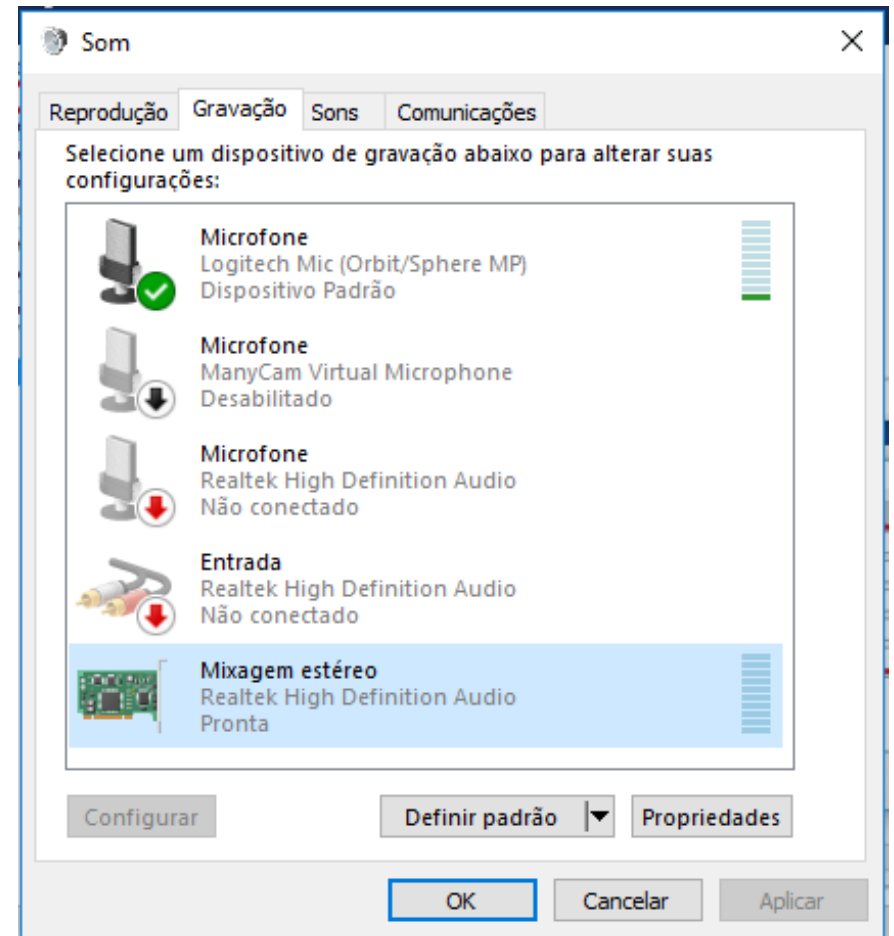 Som
Reprodução Gravação Sons Comunicações
Selecione um dispositivo de gravação abaixo para alterar suas
configurações:
Microfone
Logitech Mic (Orbit/Sphere MP)
Dispositivo Padrão
Microfone
ManyCam Virtual Microphone
Desabilitado
Microfone
Realtek High Definition Audio
Não conectado
Entrada
Realtek High Definition Audio
Não conectado
Mixagem estéreo
Realtek High Definition Audio
Pronta
Configurar Definir padrão Propriedades
OK Cancelar Aplicar